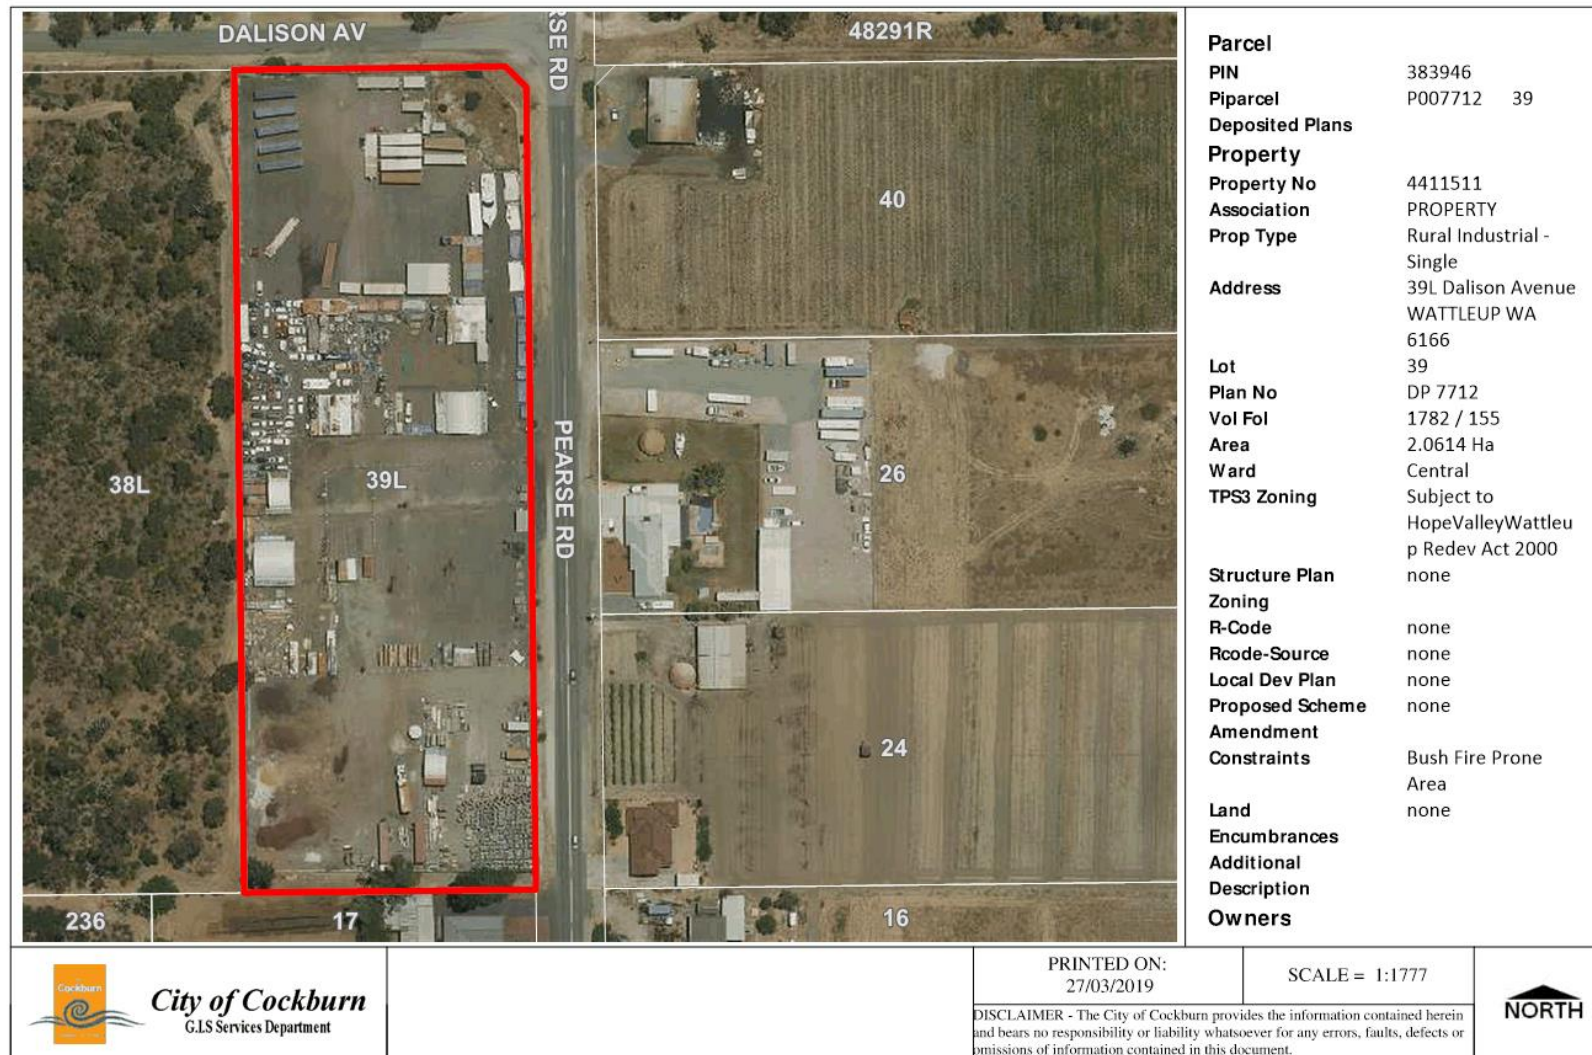 DALISON AV
RSE RD
48291R
40
PEARSE RD
38L
39L
26
24
236
17
16
Parcel
PIN 383946
Piparcel P007712 39
Deposited Plans
Property
Property No 4411511
Association PROPERTY
Prop Type Rural Industrial -
Single
Address 39L Dalison Avenue
WATTLEUP WA
6166
Lot 39
Plan No DP 7712
Vol Fol 1782 / 155
Area 2.0614 Ha
Ward Central
TPS3 Zoning Subject to
HopeValleyWattleu
p Redev Act 2000
Structure Plan none
Zoning
R-Code none
Rcode-Source none
Local Dev Plan none
Proposed Scheme none
Amendment
Constraints Bush Fire Prone
Area
Land none
Encumbrances
Additional
Description
Owners
Cockburn
City of Cockburn
G.I.S Services Department
PRINTED ON:
27/03/2019
SCALE = 1:1777
DISCLAIMER - The City of Cockburn provides the information contained herein
and bears no responsibility or liability whatsoever for any errors, faults, defects or
omissions of information contained in this document.
NORTH